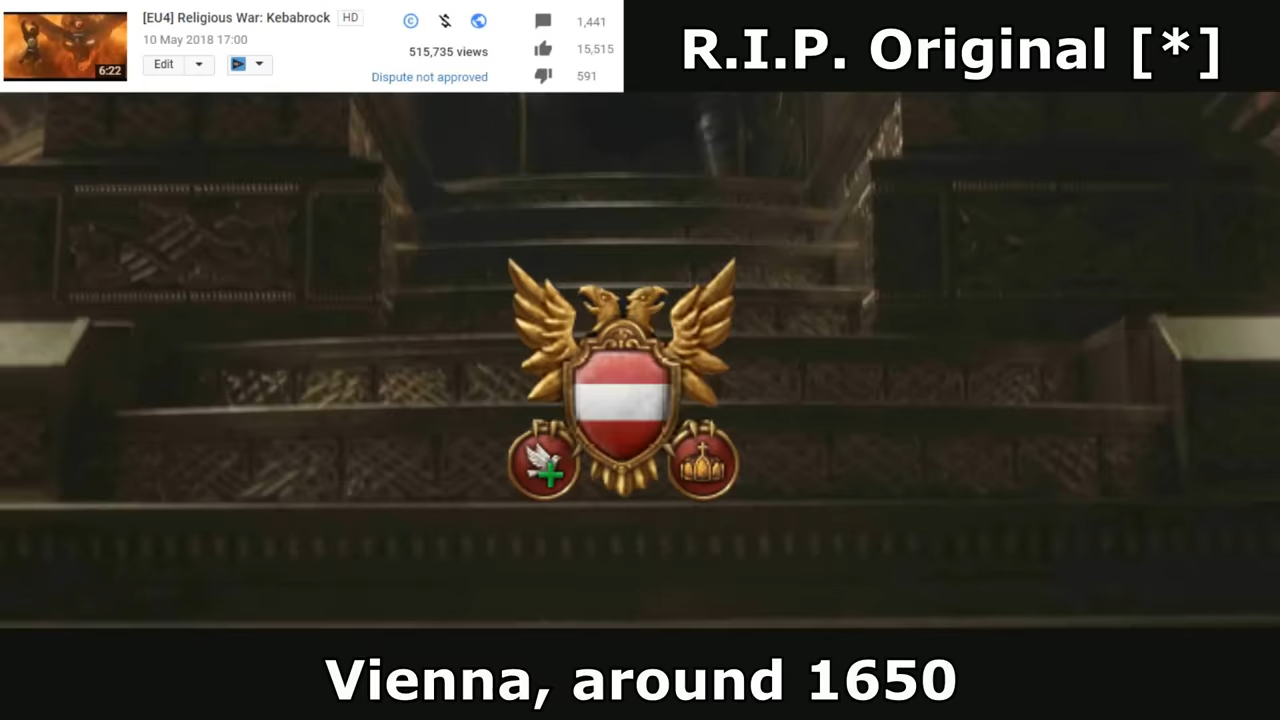 [EU4] Religious War: Kebabrock HD
10 May 2018 17:00
6:22
Edit
515,735 views
Dispute not approved
1,441
15,515
591
R.I.P. Original [*]
Vienna, around 1650